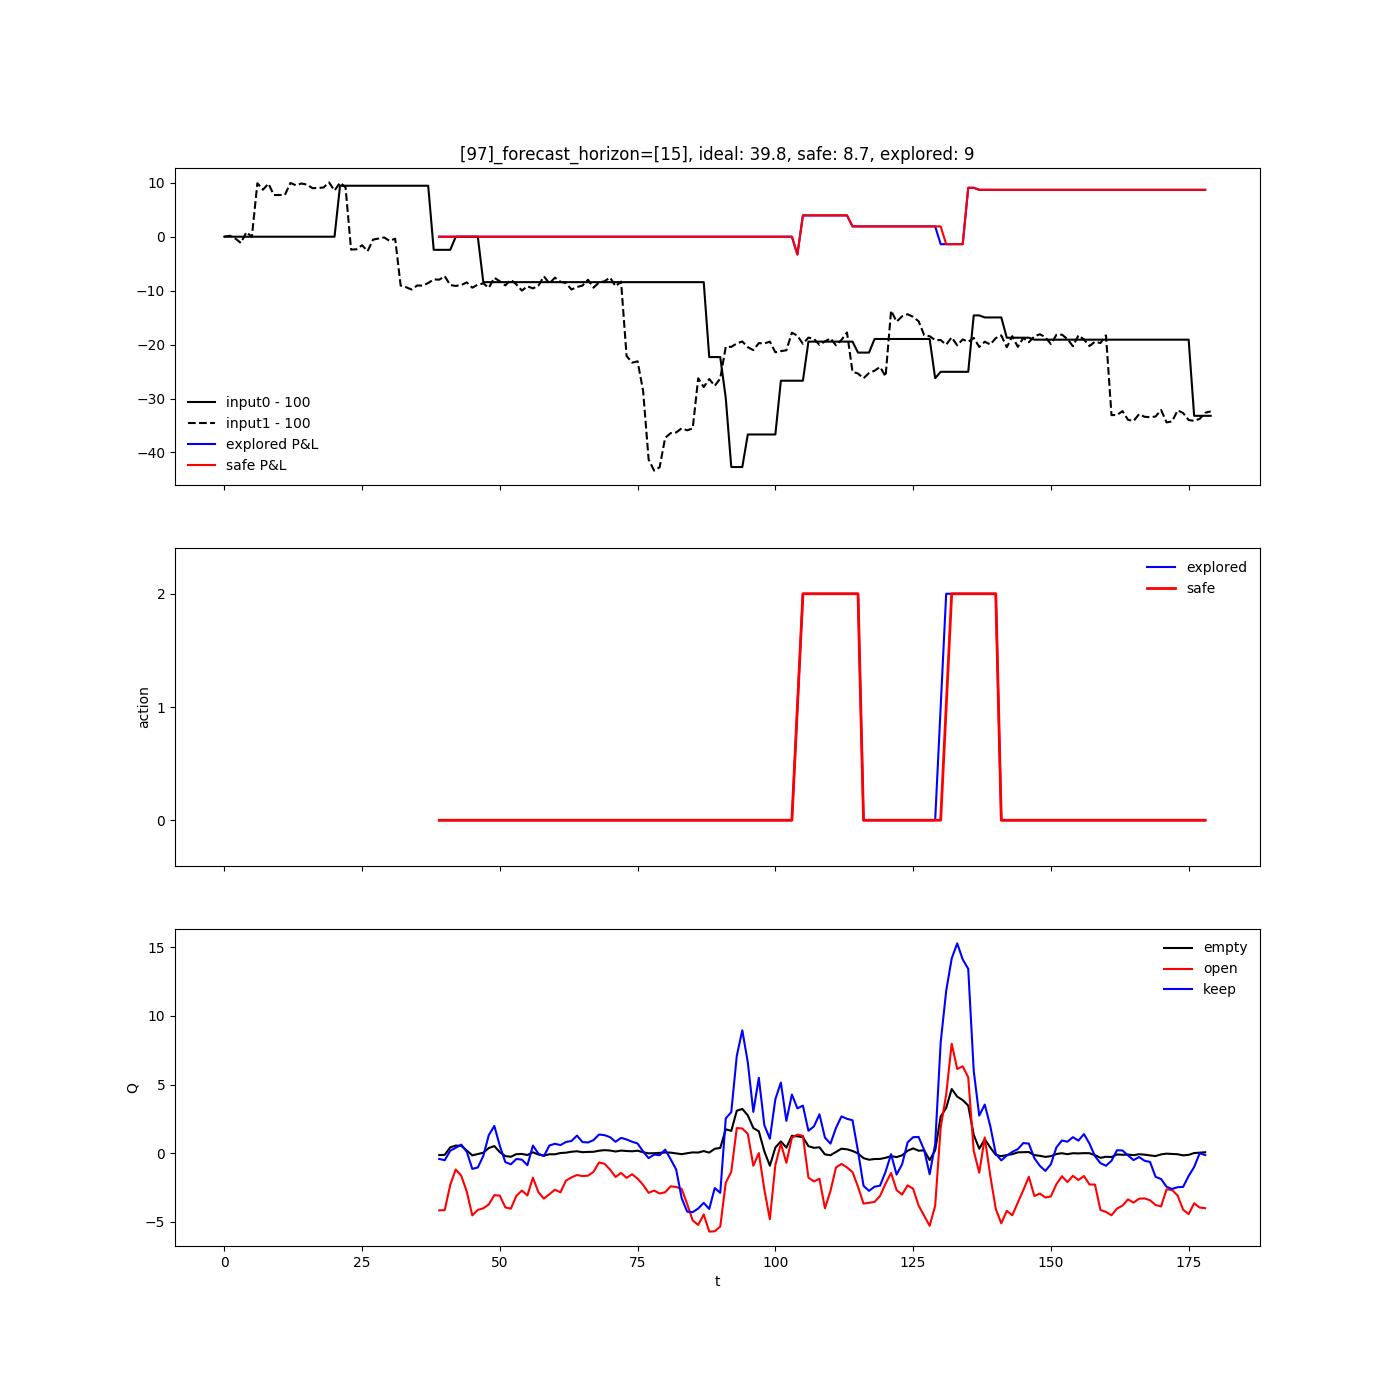 [97]_forecast_horizon=[15], ideal: 39.8, safe: 8.7, explored: 9
10
0
−10
−20
−30
−40
input0 - 100
input1 - 100
explored P&L
safe P&L
2
1
0
action
explored
safe
15
10
5
0
−5
Q
empty
open
keep
0 25 50 75 100 125 150 175
t